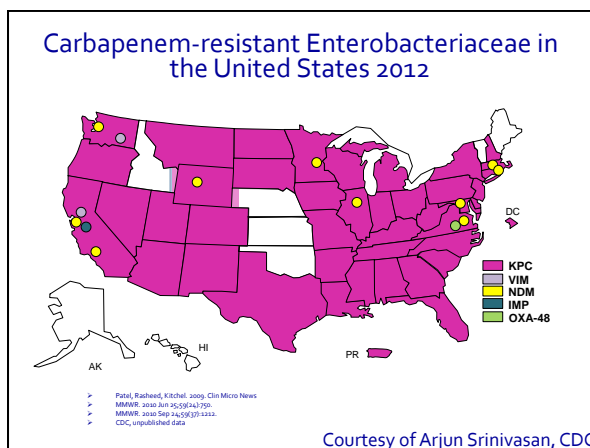 Carbapenem-resistant Enterobacteriaceae in
the United States 2012
DC
KPC
VIM
NDM
IMP
OXA-48
HI
PR
AK
Patel, Rasheed, Kitchel. 2009. Clin Micro News
MMWR. 2010 Jun 25;59(24):750.
MMWR. 2010 Sep 24;59(37):1212.
CDC, unpublished data
Courtesy of Arjun Srinivasan, CDC